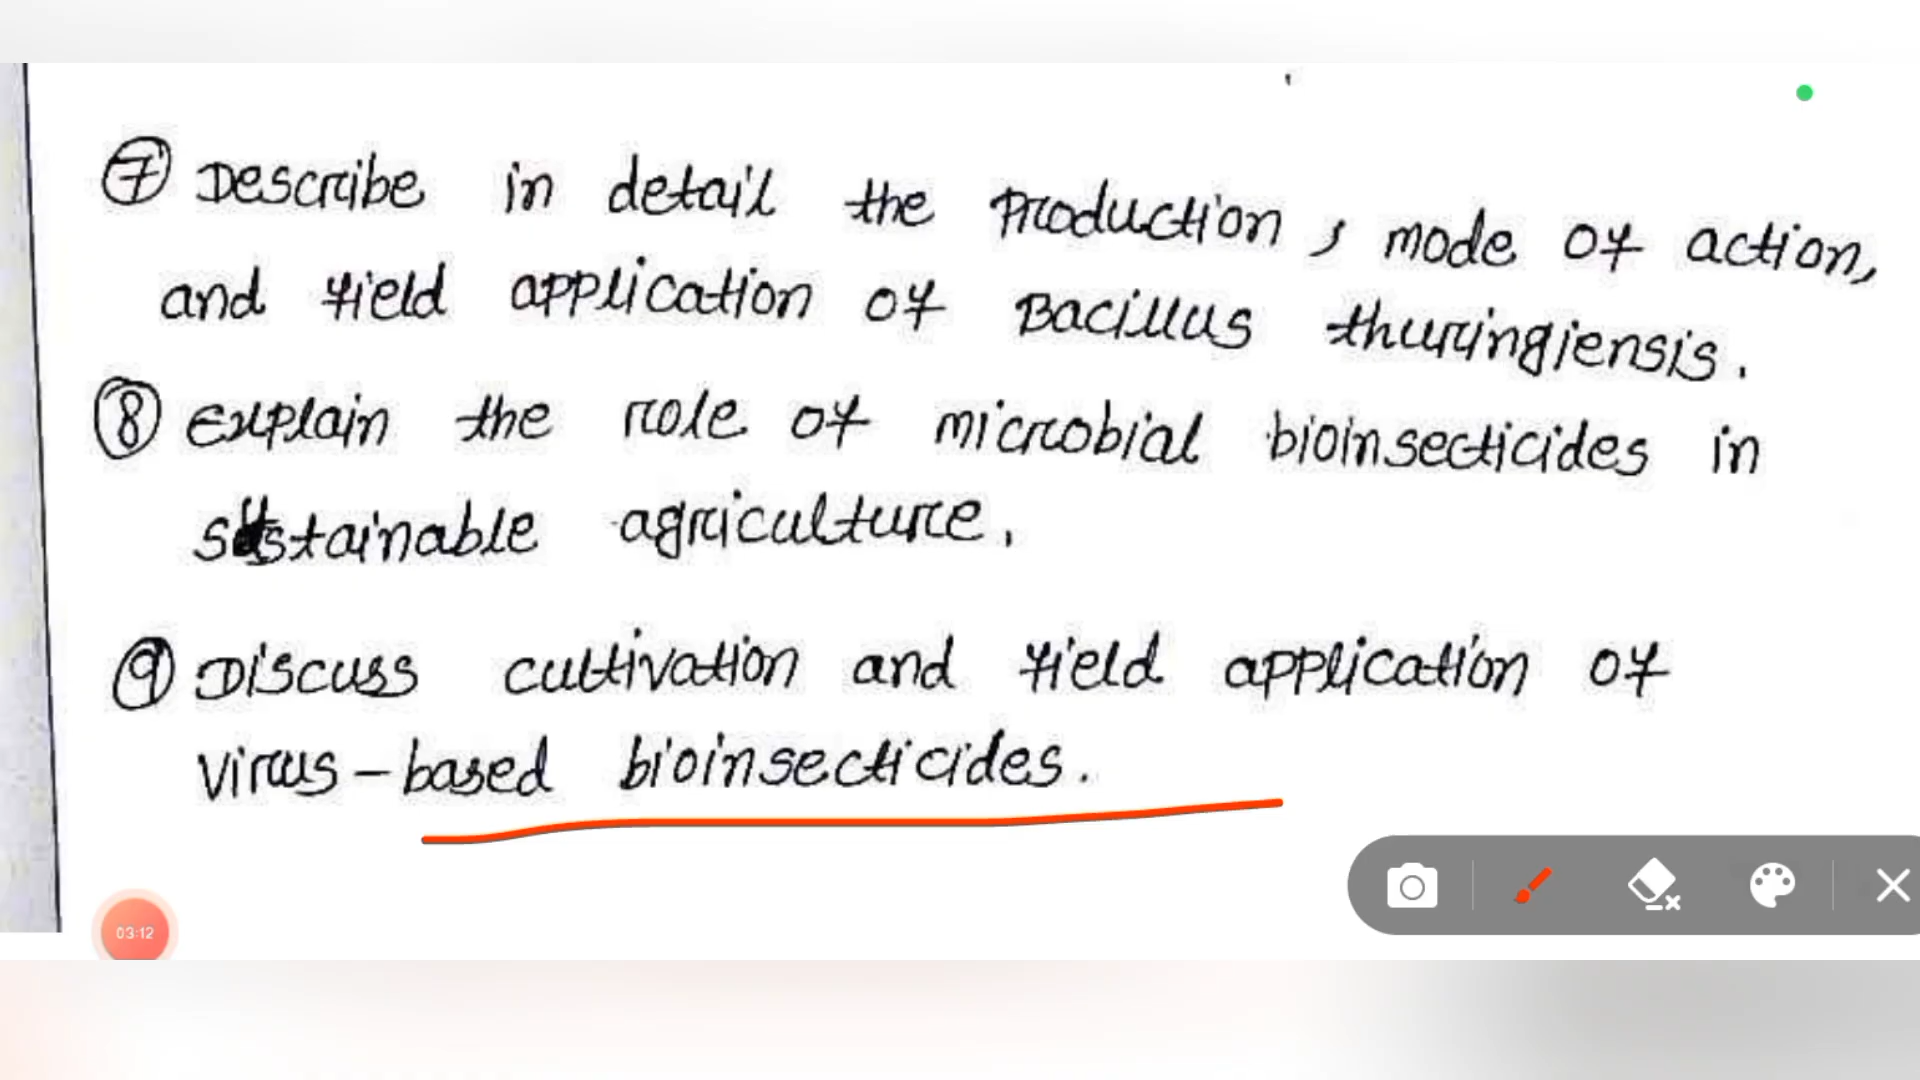 7 Describe in detail the production, mode of action,
and field application of Bacillus thuringiensis.
8 Explain the role of microbial bioinsecticides in
sustainable agriculture.
9 Discuss cultivation and field application of
virus-based bioinsecticides.
03:12